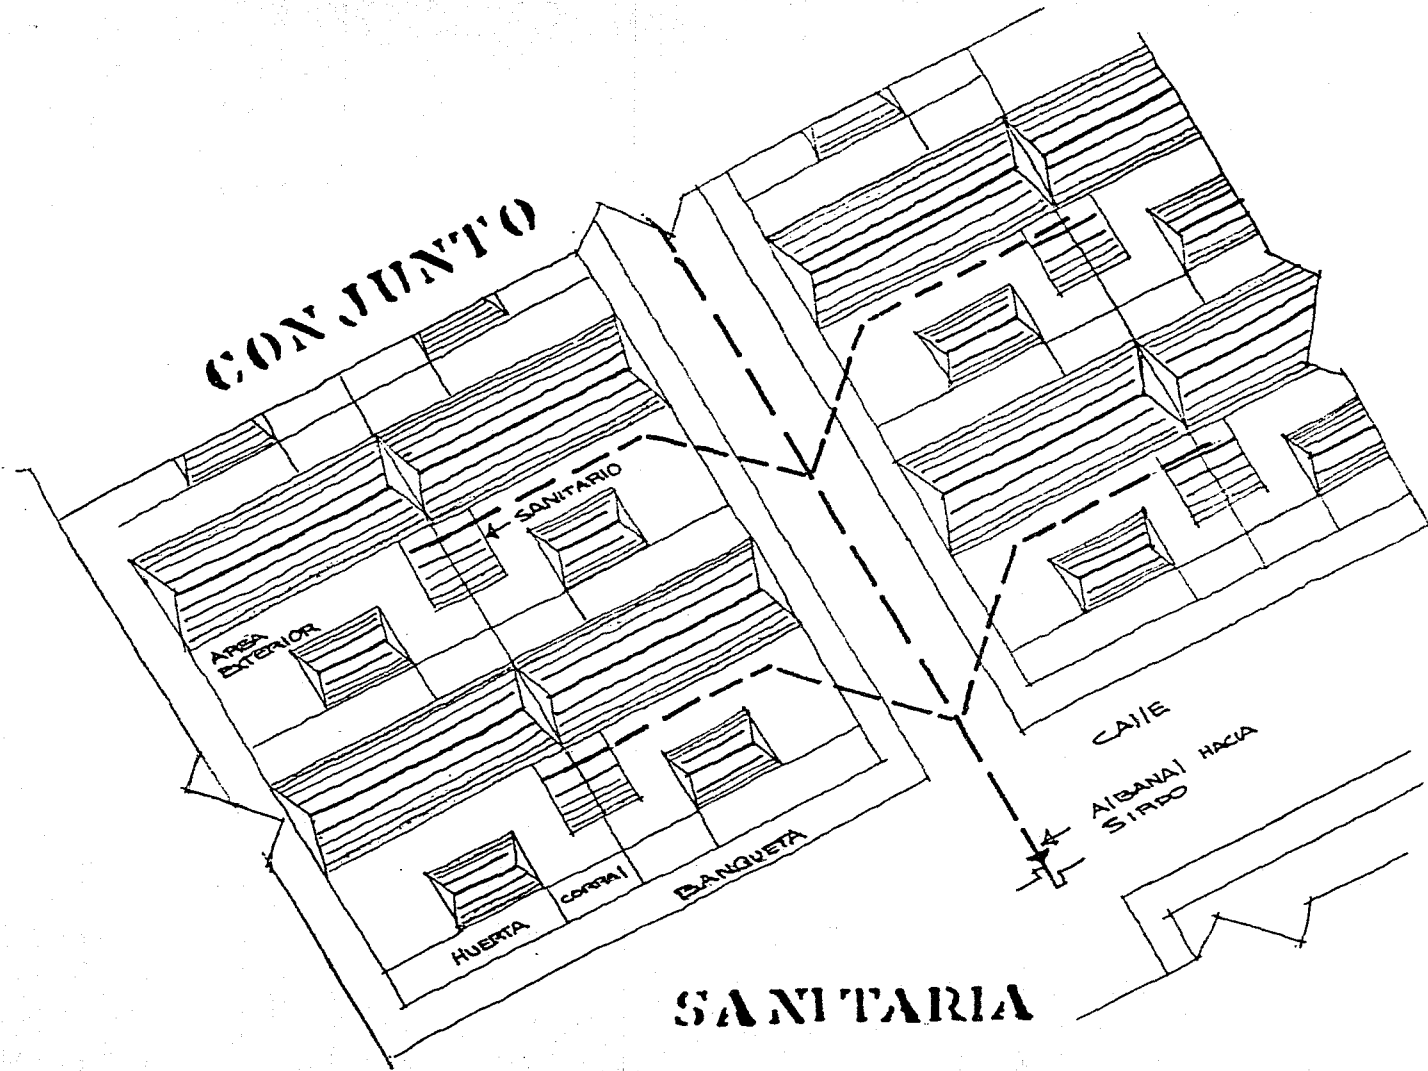 CONJUNTO
SANITARIO
AREA
EXTERIOR
CALLE
ALBANAL HACIA
SIRDO
BANQUETA
CORRAL
HUERTA
SANITARIA